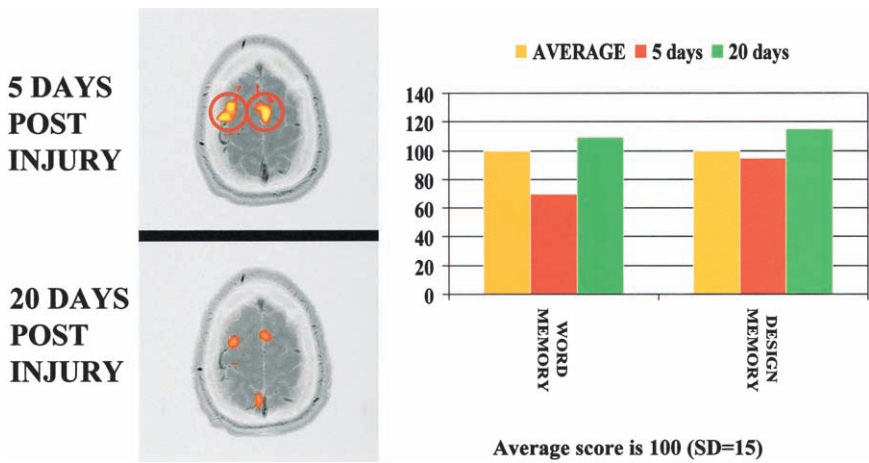 5 DAYS
POST
INJURY
20 DAYS
POST
INJURY
AVERAGE 5 days 20 days
140
120
100
80
60
40
20
0
WORD
MEMORY
DESIGN
MEMORY
Average score is 100 (SD=15)